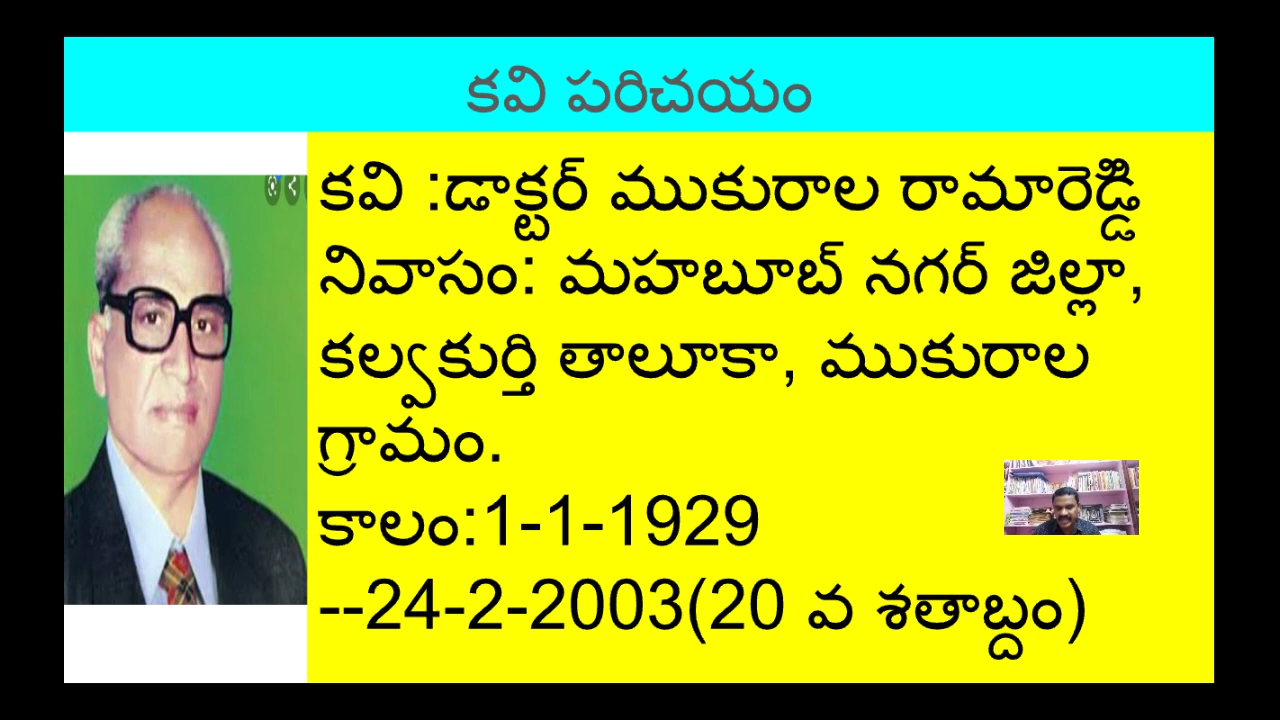 కవి పరిచయం
కవి :డాక్టర్ ముకురాల రామారెడ్డి
నివాసం: మహబూబ్ నగర్ జిల్లా,
కల్వకుర్తి తాలూకా, ముకురాల
గ్రామం.
కాలం:1-1-1929
--24-2-2003(20 వ శతాబ్దం)